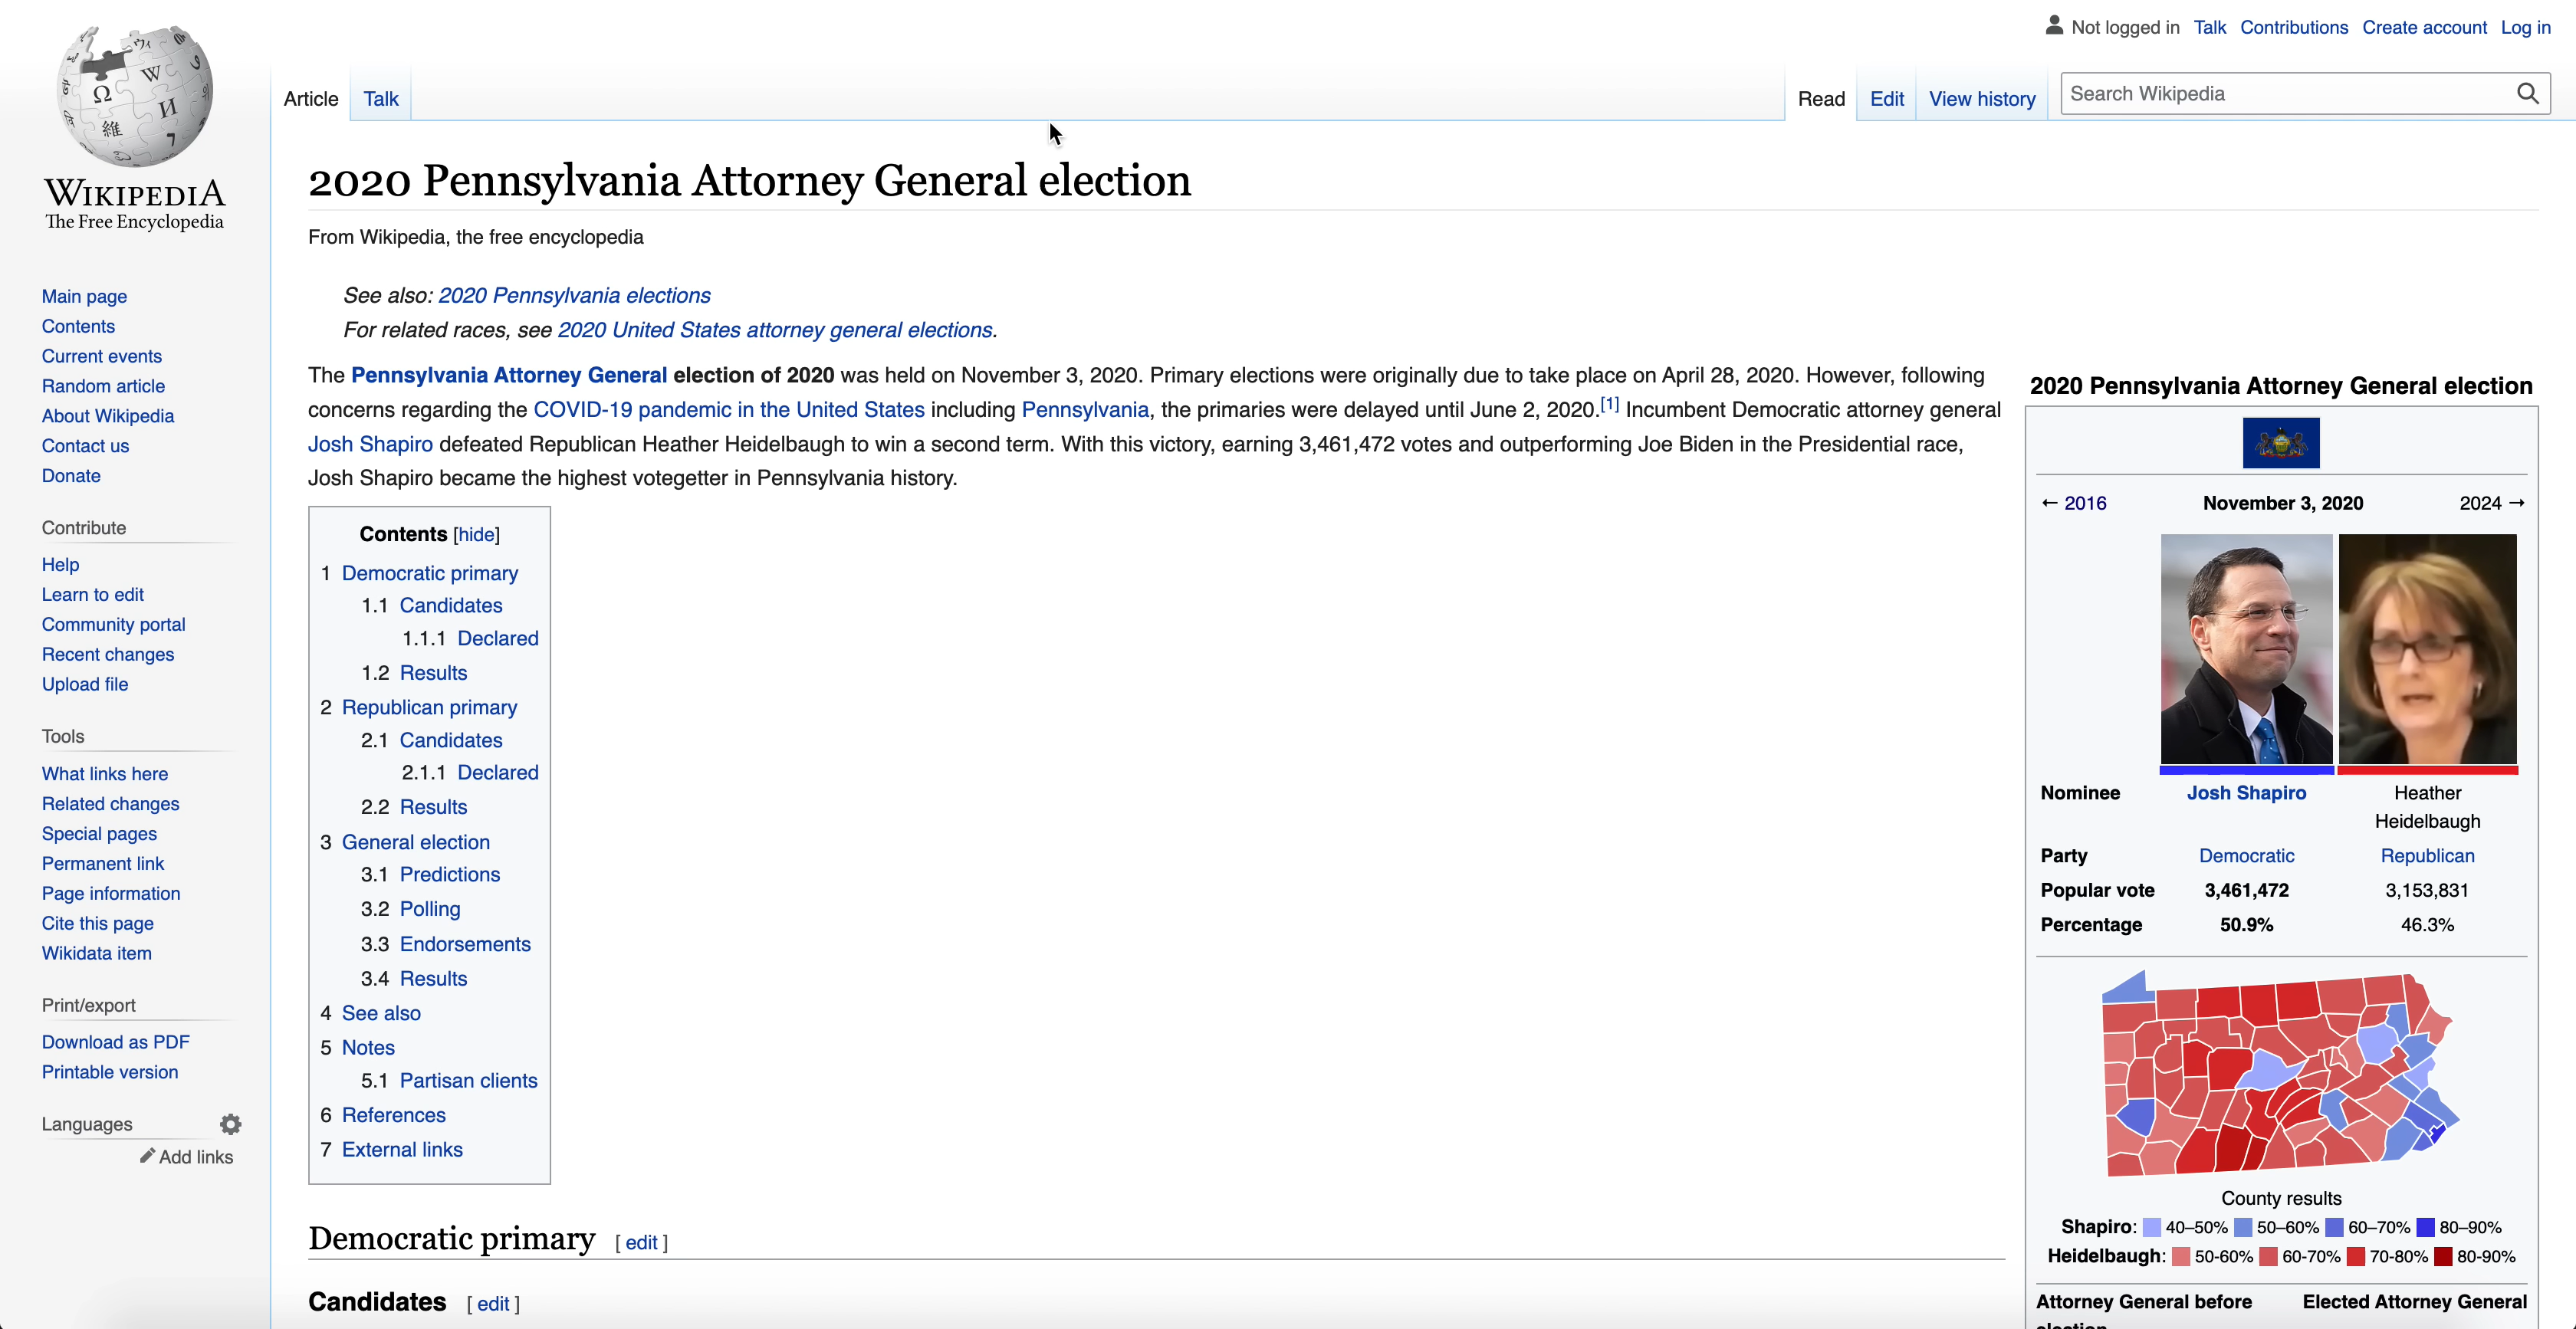 Not logged in Talk Contributions Create account Log in
Article Talk Read Edit View history Search Wikipedia
WIKIPEDIA
The Free Encyclopedia
Main page
Contents
Current events
Random article
About Wikipedia
Contact us
Donate
Contribute
Help
Learn to edit
Community portal
Recent changes
Upload file
Tools
What links here
Related changes
Special pages
Permanent link
Page information
Cite this page
Wikidata item
Print/export
Download as PDF
Printable version
Languages
Add links
2020 Pennsylvania Attorney General election
From Wikipedia, the free encyclopedia
See also: 2020 Pennsylvania elections
For related races, see 2020 United States attorney general elections.
The Pennsylvania Attorney General election of 2020 was held on November 3, 2020. Primary elections were originally due to take place on April 28, 2020. However, following
concerns regarding the COVID-19 pandemic in the United States including Pennsylvania, the primaries were delayed until June 2, 2020.[1] Incumbent Democratic attorney general
Josh Shapiro defeated Republican Heather Heidelbaugh to win a second term. With this victory, earning 3,461,472 votes and outperforming Joe Biden in the Presidential race,
Josh Shapiro became the highest votegetter in Pennsylvania history.
Contents [hide]
1 Democratic primary
1.1 Candidates
1.1.1 Declared
1.2 Results
2 Republican primary
2.1 Candidates
2.1.1 Declared
2.2 Results
3 General election
3.1 Predictions
3.2 Polling
3.3 Endorsements
3.4 Results
4 See also
5 Notes
5.1 Partisan clients
6 References
7 External links
Democratic primary [ edit ]
Candidates [ edit ]
2020 Pennsylvania Attorney General election
← 2016 November 3, 2020 2024 →
Nominee Josh Shapiro Heather
Heidelbaugh
Party Democratic Republican
Popular vote 3,461,472 3,153,831
Percentage 50.9% 46.3%
County results
Shapiro: 40–50% 50–60% 60–70% 80–90%
Heidelbaugh: 50-60% 60-70% 70-80% 80-90%
Attorney General before Elected Attorney General
election